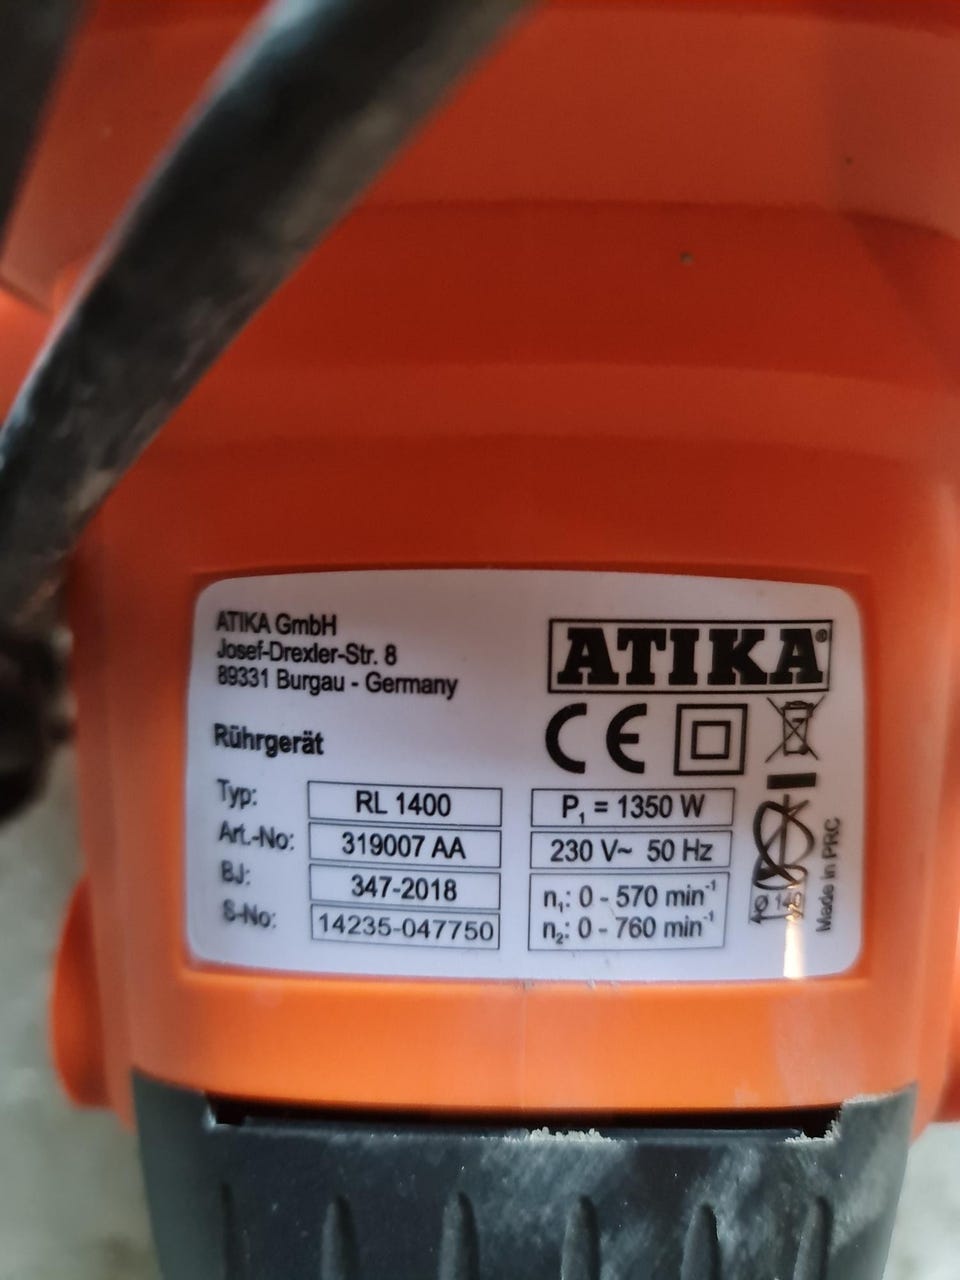 ATIKA GmbH
Josef-Drexler-Str. 8
89331 Burgau - Germany
Rührgerät
Typ: RL 1400
Art.-No: 319007 AA
BJ: 347-2018
S-No: 14235-047750
ATIKA®
CE
P₁ = 1350 W
230 V~ 50 Hz
n₁: 0 - 570 min⁻¹
n₂: 0 - 760 min⁻¹
Ø 140
Made in PRC